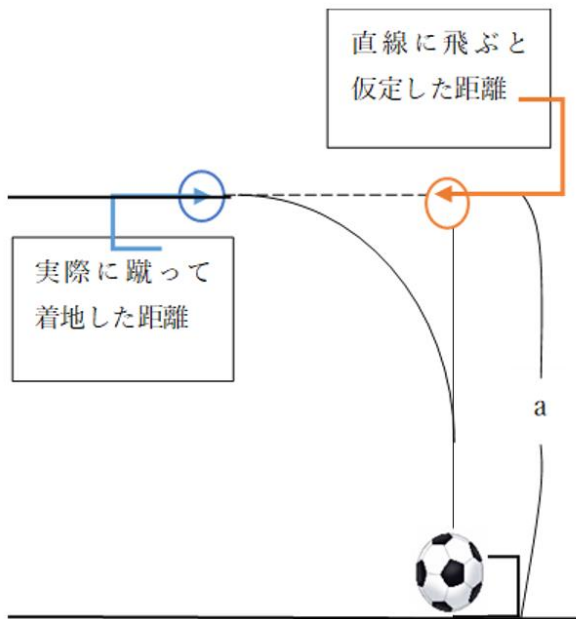 直線に飛ぶと
仮定した距離
実際に蹴って
着地した距離
a